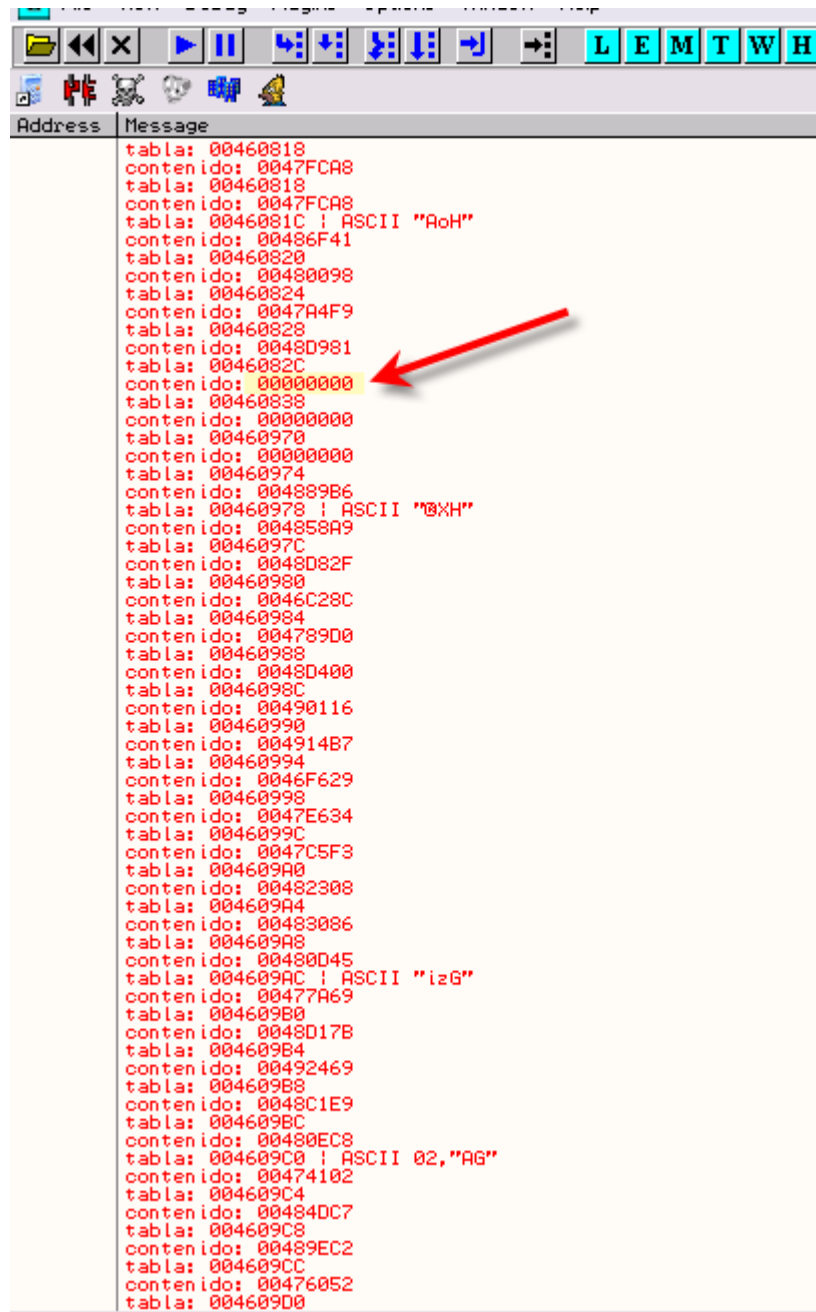 L E M T W H
Address Message
tabla: 00460818
contenido: 0047FCA8
tabla: 00460818
contenido: 0047FCA8
tabla: 0046081C | ASCII "AoH"
contenido: 00486F41
tabla: 00460820
contenido: 00480098
tabla: 00460824
contenido: 0047A4F9
tabla: 00460828
contenido: 0048D981
tabla: 0046082C
contenido: 00000000
tabla: 00460838
contenido: 00000000
tabla: 00460970
contenido: 00000000
tabla: 00460974
contenido: 004889B6
tabla: 00460978 | ASCII "®XH"
contenido: 004858A9
tabla: 0046097C
contenido: 0048D82F
tabla: 00460980
contenido: 0046C28C
tabla: 00460984
contenido: 004789D0
tabla: 00460988
contenido: 0048D400
tabla: 0046098C
contenido: 00490116
tabla: 00460990
contenido: 004914B7
tabla: 00460994
contenido: 0046F629
tabla: 00460998
contenido: 0047E634
tabla: 0046099C
contenido: 0047C5F3
tabla: 004609A0
contenido: 00482308
tabla: 004609A4
contenido: 00483086
tabla: 004609A8
contenido: 00480D45
tabla: 004609AC | ASCII "izG"
contenido: 00477A69
tabla: 004609B0
contenido: 0048D17B
tabla: 004609B4
contenido: 00492469
tabla: 004609B8
contenido: 0048C1E9
tabla: 004609BC
contenido: 00480EC8
tabla: 004609C0 | ASCII 02,"AG"
contenido: 00474102
tabla: 004609C4
contenido: 00484DC7
tabla: 004609C8
contenido: 00489EC2
tabla: 004609CC
contenido: 00476052
tabla: 004609D0